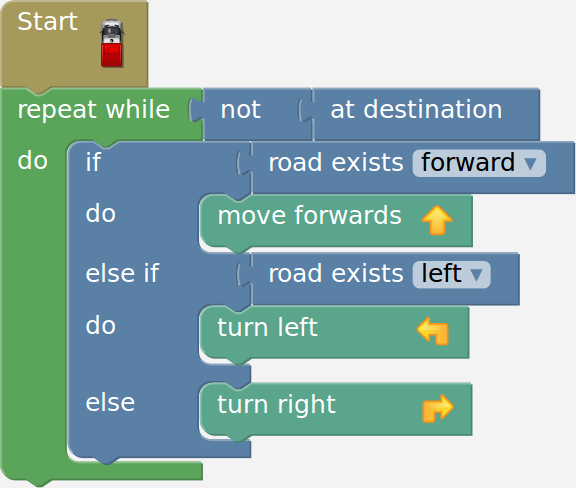 Start
repeat while not at destination
do if road exists forward ▼
do move forwards
else if road exists left ▼
do turn left
else turn right